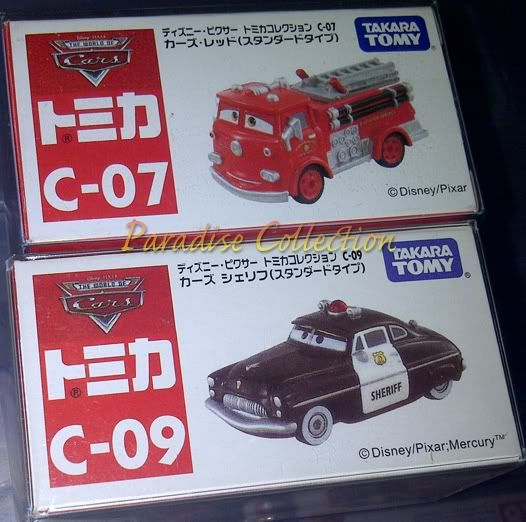 Disney · PIXAR
THE WORLD OF
Cars
トミカ®
C-07
ディズニー・ピクサー トミカコレクション C-07
カーズ・レッド(スタンダードタイプ)
TAKARA
TOMY
®
©Disney/Pixar
Paradise Collection
Disney · PIXAR
THE WORLD OF
Cars
トミカ®
C-09
ディズニー・ピクサー トミカコレクション C-09
カーズ シェリフ(スタンダードタイプ)
TAKARA
TOMY
®
SHERIFF
©Disney/Pixar;Mercury™